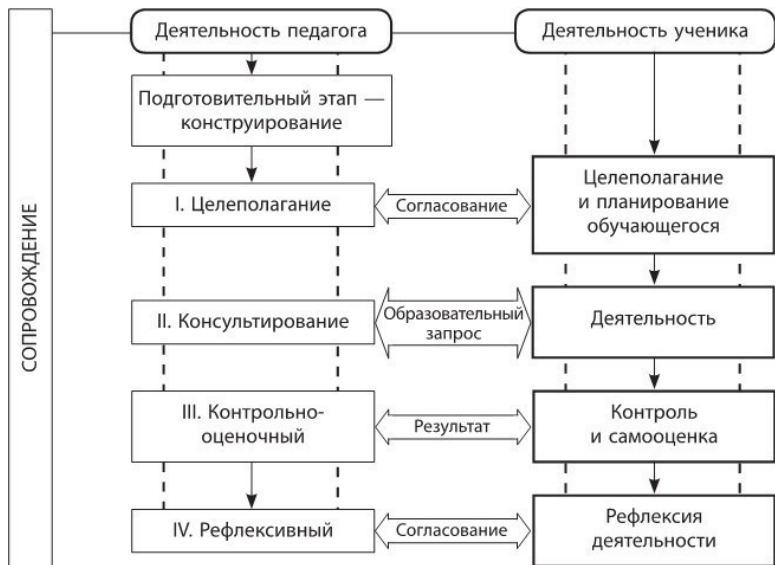 СОПРОВОЖДЕНИЕ
Деятельность педагога
Деятельность ученика
Подготовительный этап —
конструирование
I. Целеполагание
Согласование
Целеполагание
и планирование
обучающегося
II. Консультирование
Образовательный
запрос
Деятельность
III. Контрольно-
оценочный
Результат
Контроль
и самооценка
IV. Рефлексивный
Согласование
Рефлексия
деятельности